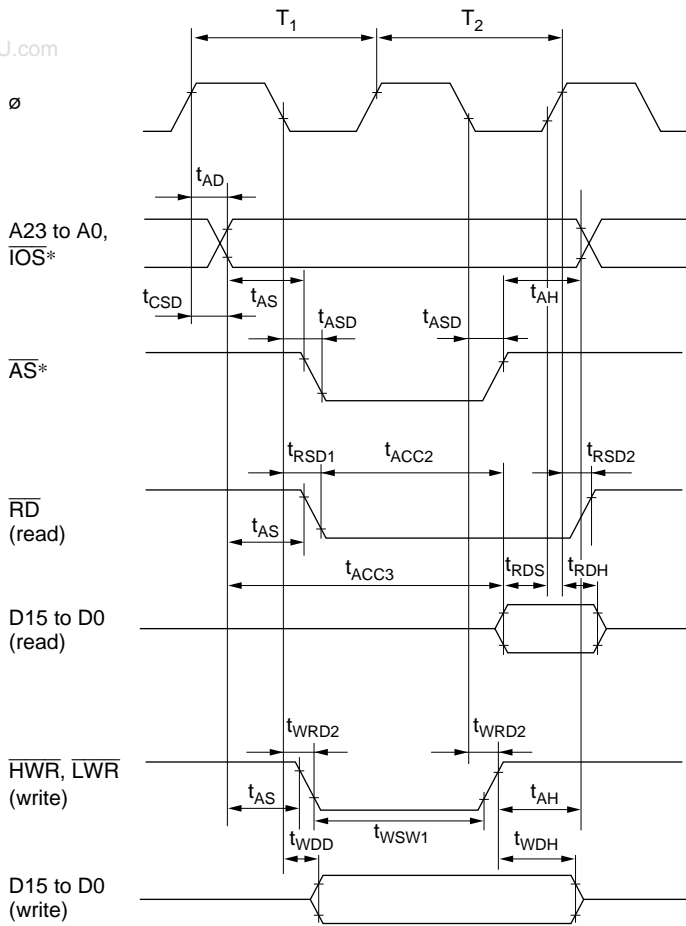 T1 T2
U.com
ø
tAD
A23 to A0,
IOS*
tCSD tAS tAH
tASD tASD
AS*
tRSD1 tACC2 tRSD2
RD
(read)
tAS
tACC3 tRDS tRDH
D15 to D0
(read)
tWRD2 tWRD2
HWR, LWR
(write)
tAS tAH
tWSW1
tWDD tWDH
D15 to D0
(write)